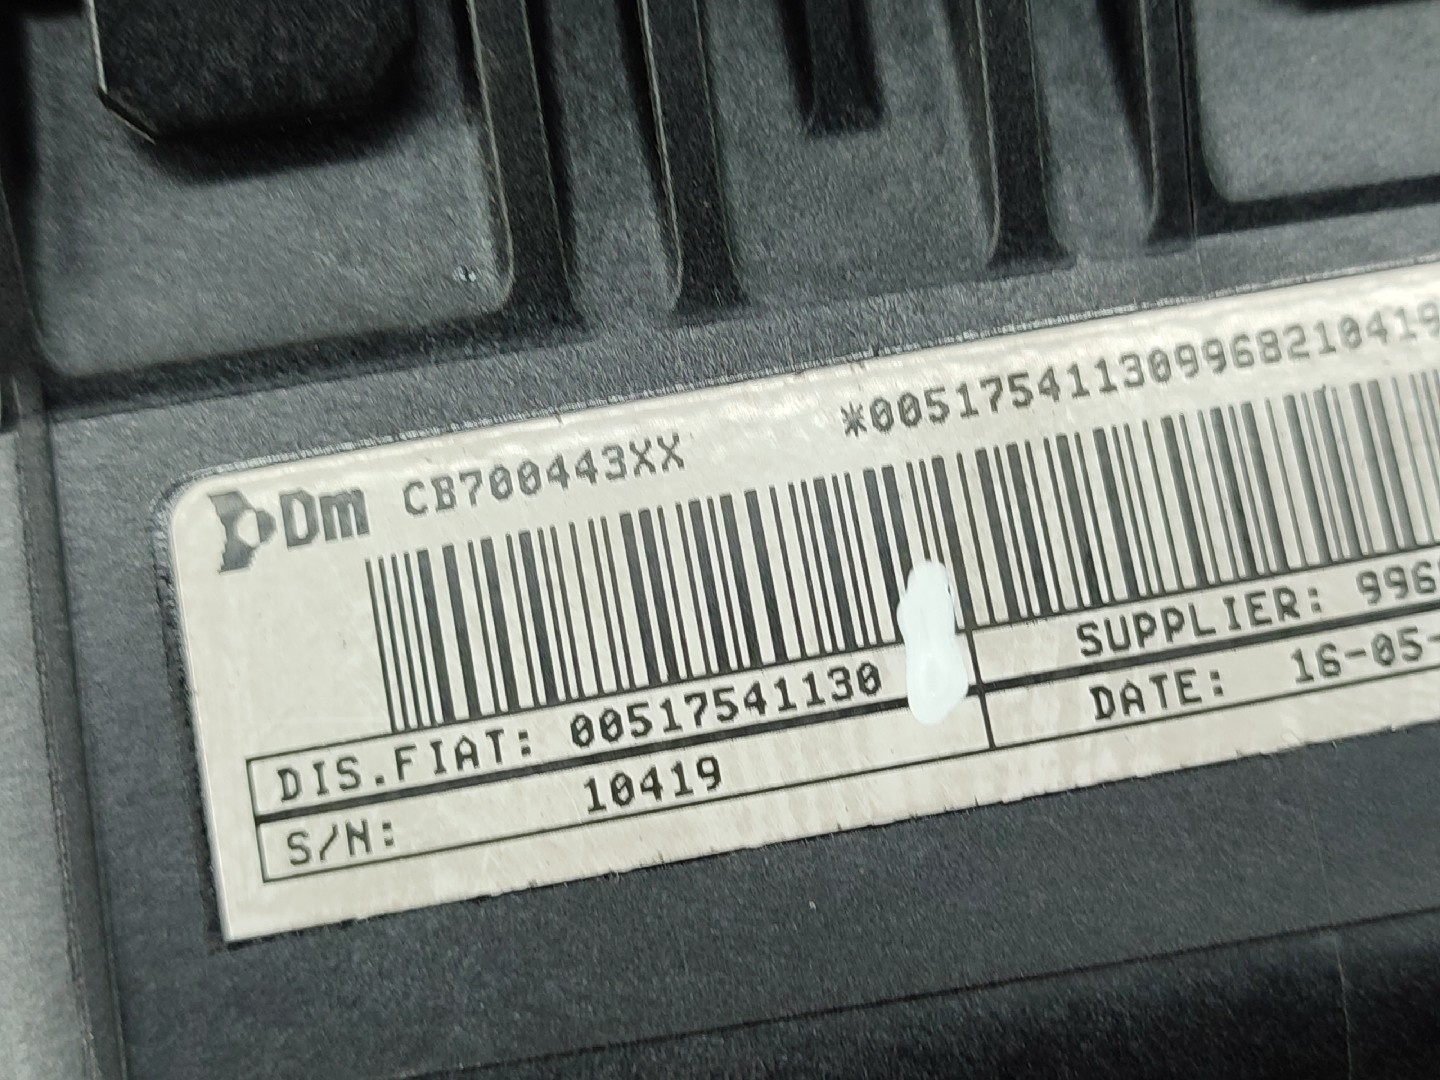 Dm CB700443XX *005175411309968210419
DIS.FIAT: 00517541130 SUPPLIER: 996
S/N: 10419 DATE: 16-05-